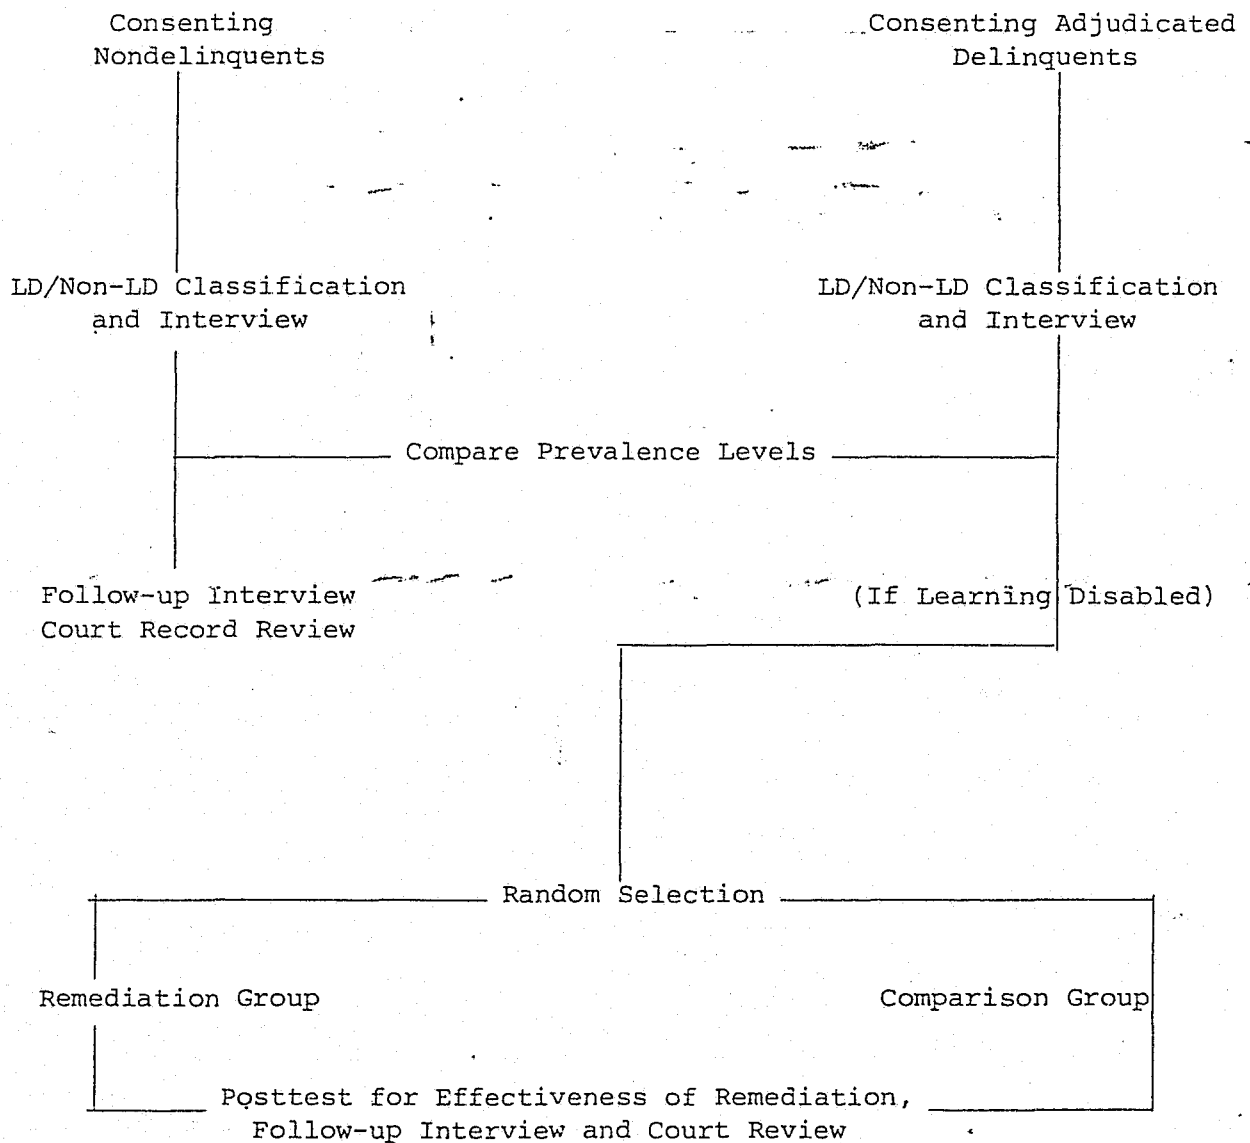 Consenting
Nondelinquents
Consenting Adjudicated
Delinquents
LD/Non-LD Classification
and Interview
LD/Non-LD Classification
and Interview
Compare Prevalence Levels
Follow-up Interview
Court Record Review
(If Learning Disabled)
Random Selection
Remediation Group
Comparison Group
Posttest for Effectiveness of Remediation,
Follow-up Interview and Court Review